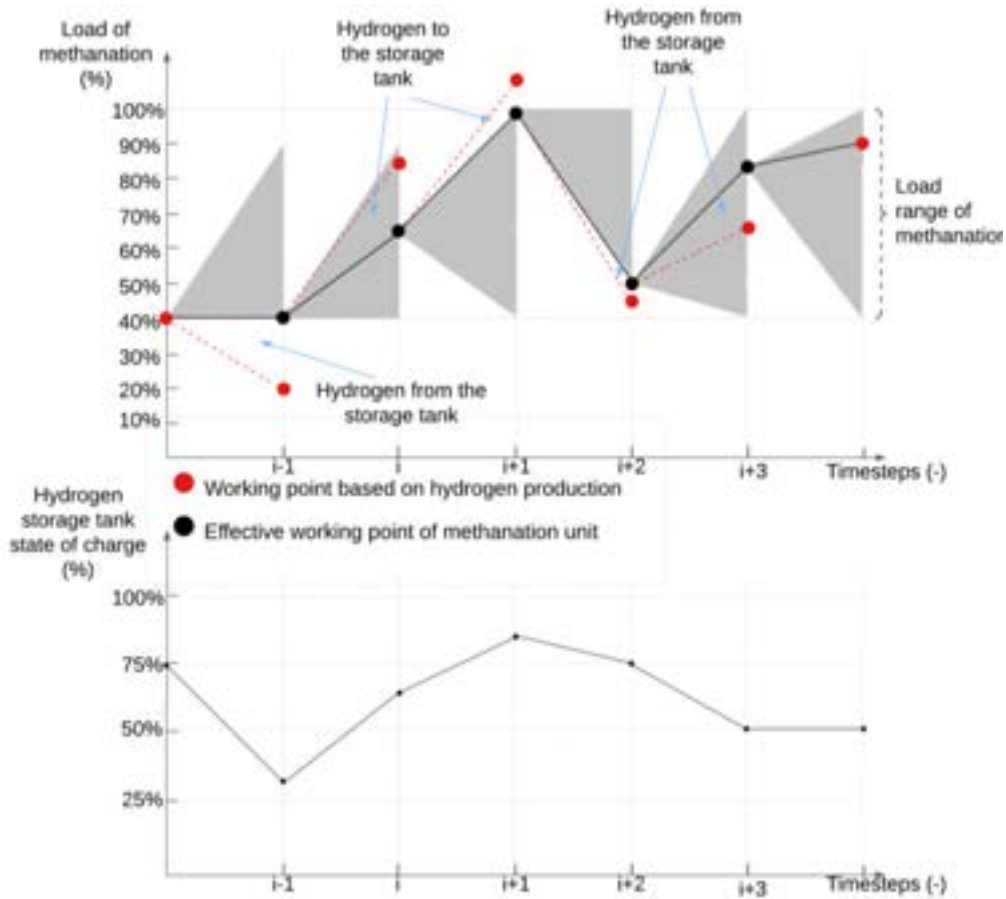 Load of
methanation
(%)
Hydrogen to
the storage
tank
Hydrogen from
the storage
tank
100%
90%
80%
70%
60%
50%
40%
30%
20%
10%
Load
range of
methanation
Hydrogen from the
storage tank
i-1
i
i+1
i+2
i+3
Timesteps (-)
Working point based on hydrogen production
Effective working point of methanation unit
Hydrogen
storage tank
state of charge
(%)
100%
75%
50%
25%
i-1
i
i+1
i+2
i+3
Timesteps (-)